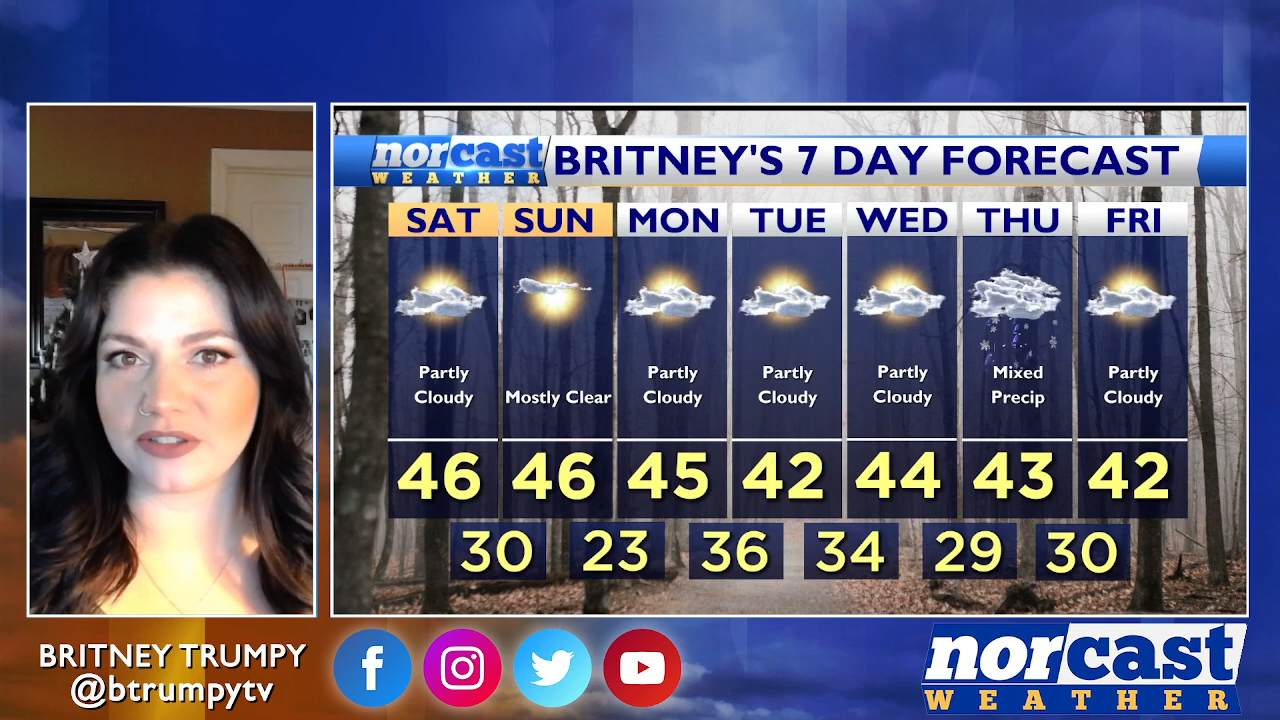 norcast
WEATHER
BRITNEY'S 7 DAY FORECAST
SAT SUN MON TUE WED THU FRI
Partly Cloudy
Mostly Clear
Partly Cloudy
Partly Cloudy
Partly Cloudy
Mixed Precip
Partly Cloudy
46 46 45 42 44 43 42
30 23 36 34 29 30
BRITNEY TRUMPY
@btrumpytv
norcast
WEATHER